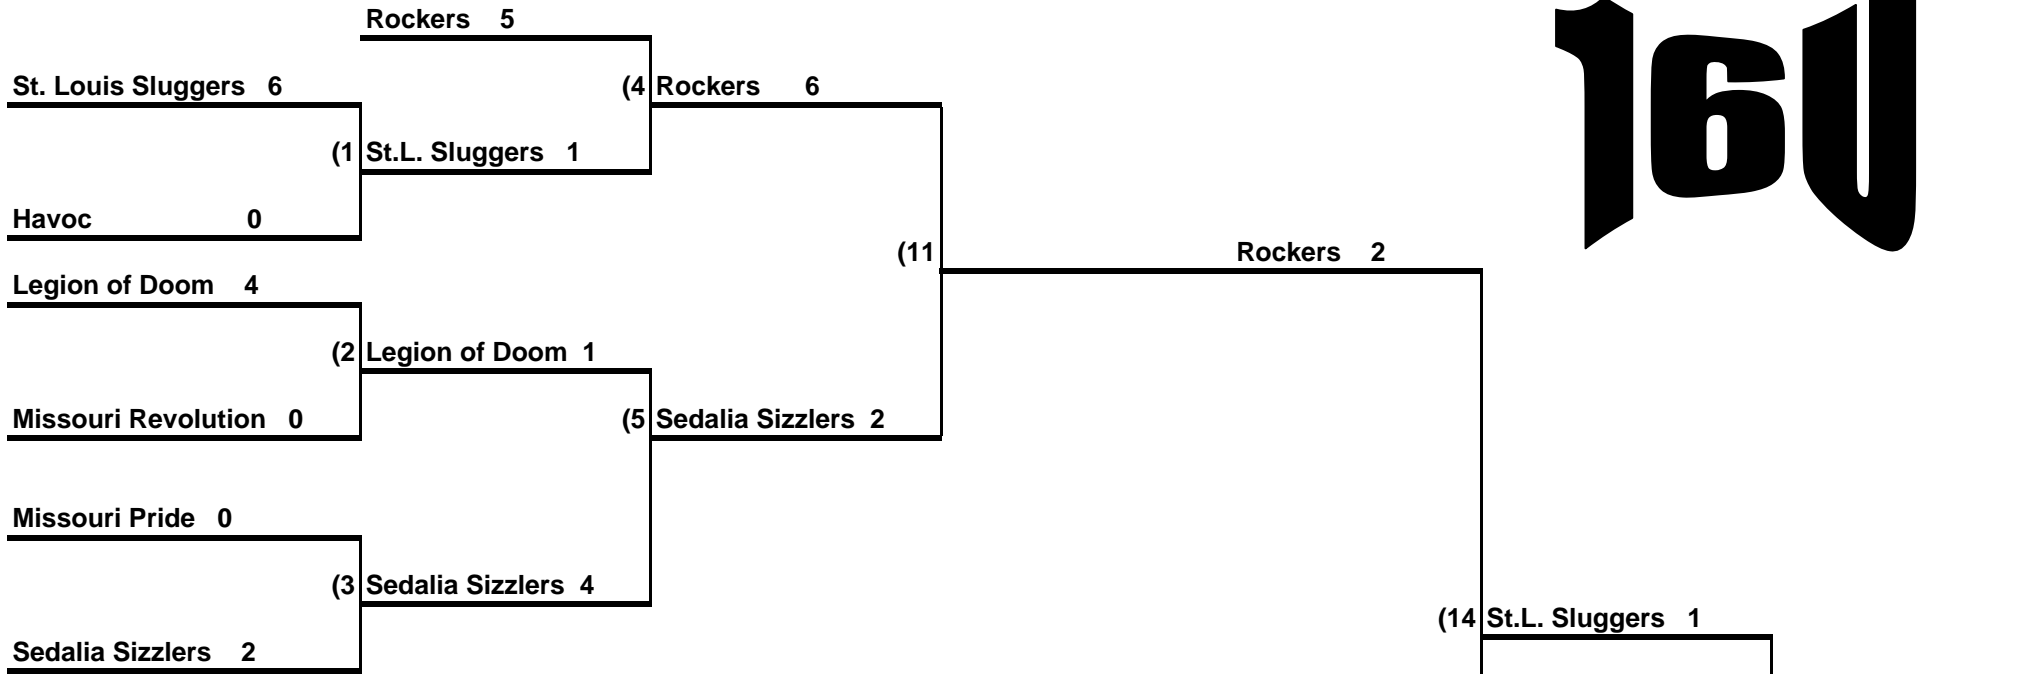 Rockers 5
St. Louis Sluggers 6
(4 Rockers 6
(1 St.L. Sluggers 1
Havoc 0
(11 Rockers 2
Legion of Doom 4
(2 Legion of Doom 1
Missouri Revolution 0
(5 Sedalia Sizzlers 2
Missouri Pride 0
(3 Sedalia Sizzlers 4
(14 St.L. Sluggers 1
Sedalia Sizzlers 2
16U